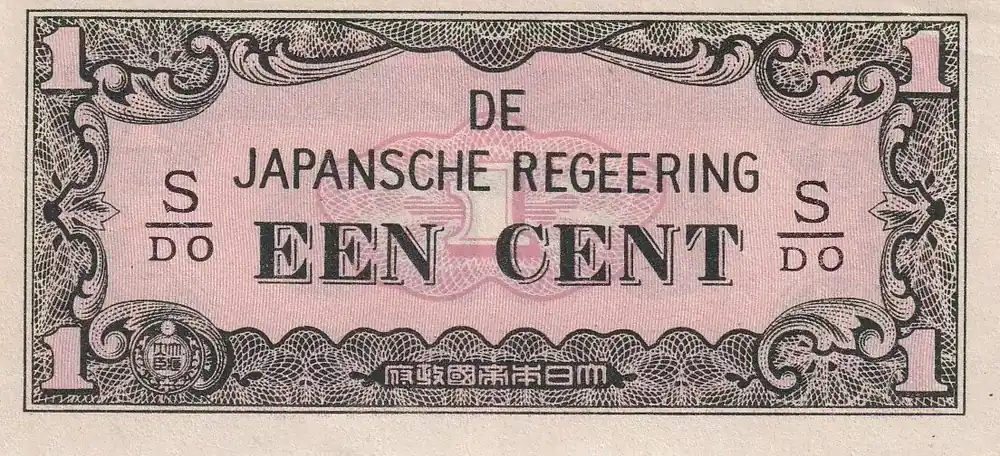 1 1
DE
JAPANSCHE REGEERING
EEN CENT
S
DO
S
DO
1 1
府政國帝本日大